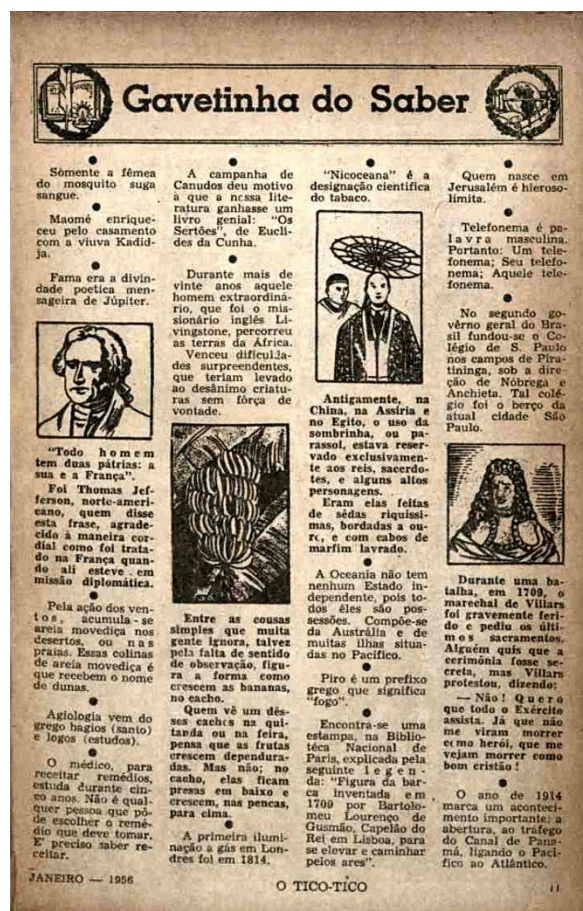 Gavetinha do Saber
Sòmente a fêmea
do mosquito suga
sangue.
Maomé enrique-
ceu pelo casamento
com a viuva Kadid-
ja.
Fama era a divin-
dade poetica men-
sageira de Júpiter.
"Todo homem
tem duas pátrias: a
sua e a França".
Foi Thomas Jef-
ferson, norte-ameri-
cano, quem disse
esta frase, agrade-
cido à maneira cor-
dial como foi trata-
do na França quan-
do ali esteve em
missão diplomática.
Pela ação dos ven-
tos, acumula-se
areia movediça nos
desertos, ou nas
praias. Essas colinas
de areia movediça é
que recebem o nome
de dunas.
Agiologia vem do
grego hagios (santo)
e logos (estudos).
O médico, para
receitar remédios,
estuda durante cin-
co anos. Não é qual-
quer pessoa que pó-
de escolher o remé-
dio que deve tomar.
E' preciso saber re-
ceitar.
A campanha de
Canudos deu motivo
a que a nossa lite-
ratura ganhasse um
livro genial: "Os
Sertões", de Eucli-
des da Cunha.
Durante mais de
vinte anos aquele
homem extraordiná-
rio, que foi o mis-
sionário inglês Li-
vingstone, percorreu
as terras da África.
Venceu dificulda-
des surpreendentes,
que teriam levado
ao desânimo criatu-
ras sem fôrça de
vontade.
Entre as cousas
simples que muita
gente ignora, talvez
pela falta de sentido
de observação, figu-
ra a forma como
crescem as bananas,
no cacho.
Quem vê um dês-
ses cachos na qui-
tanda ou na feira,
pensa que as frutas
crescem dependura-
das. Mas não; no
cacho, elas ficam
presas em baixo e
crescem, nas pencas,
para cima.
A primeira ilumi-
nação a gás em Lon-
dres foi em 1814.
"Nicoceana" é a
designação cientifica
do tabaco.
Antigamente, na
China, na Assíria e
no Egito, o uso da
sombrinha, ou pa-
rassol, estava reser-
vado exclusivamen-
te aos reis, sacerdo-
tes, e alguns altos
personagens.
Eram elas feitas
de sêdas riquíssi-
mas, bordadas a ou-
ro, e com cabos de
marfim lavrado.
A Oceania não tem
nenhum Estado in-
dependente, pois to-
dos êles são pos-
sessões. Compõe-se
da Austrália e de
muitas ilhas situa-
das no Pacífico.
Piro é um prefixo
grego que significa
"fogo".
Encontra-se uma
estampa, na Biblio-
téca Nacional de
Paris, explicada pela
seguinte legen-
da: "Figura da bar-
ca inventada em
1709 por Bartolo-
meu Lourenço de
Gusmão, Capelão do
Rei em Lisboa, para
se elevar e caminhar
pelos ares".
Quem nasce em
Jerusalém é hieroso-
limita.
Telefonema é pa-
lavra masculina.
Portanto: Um tele-
fonema; Seu telefo-
nema; Aquele tele-
fonema.
No segundo go-
vêrno geral do Bra-
sil fundou-se o Co-
légio de S. Paulo
nos campos de Pira-
tininga, sob a dire-
ção de Nóbrega e
Anchieta. Tal colé-
gio foi o berço da
atual cidade São
Paulo.
Durante uma ba-
talha, em 1709, o
marechal de Villars
foi gravemente feri-
do e pediu os últi-
mos sacramentos.
Alguém quis que a
cerimônia fosse se-
creta, mas Villars
protestou, dizendo:
— Não! Quero
que todo o Exército
assista. Já que não
me viram morrer
como herói, que me
vejam morrer como
bom cristão!
O ano de 1914
marca um aconteci-
mento importante: a
abertura, ao tráfego
do Canal de Pana-
má, ligando o Pací-
fico ao Atlântico.
JANEIRO — 1956
O TICO-TICO
11